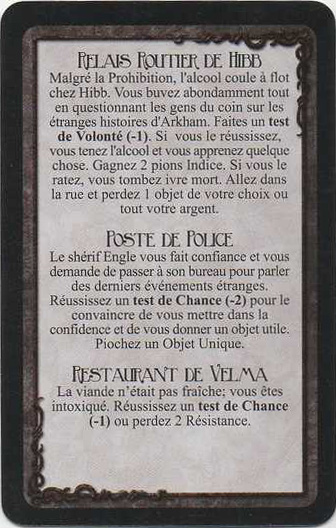 RELAIS ROUTIER DE HIBB
Malgré la Prohibition, l'alcool coule à flot
chez Hibb. Vous buvez abondamment tout
en questionnant les gens du coin sur les
étranges histoires d'Arkham. Faites un test
de Volonté (-1). Si vous le réussissez,
vous tenez l'alcool et vous apprenez quelque
chose. Gagnez 2 pions Indice. Si vous le
ratez, vous tombez ivre mort. Allez dans
la rue et perdez 1 objet de votre choix ou
tout votre argent.
POSTE DE POLICE
Le shérif Engle vous fait confiance et vous
demande de passer à son bureau pour parler
des derniers événements étranges.
Réussissez un test de Chance (-2) pour le
convaincre de vous mettre dans la
confidence et de vous donner un objet utile.
Piochez un Objet Unique.
RESTAURANT DE VELMA
La viande n'était pas fraîche; vous êtes
intoxiqué. Réussissez un test de Chance
(-1) ou perdez 2 Résistance.